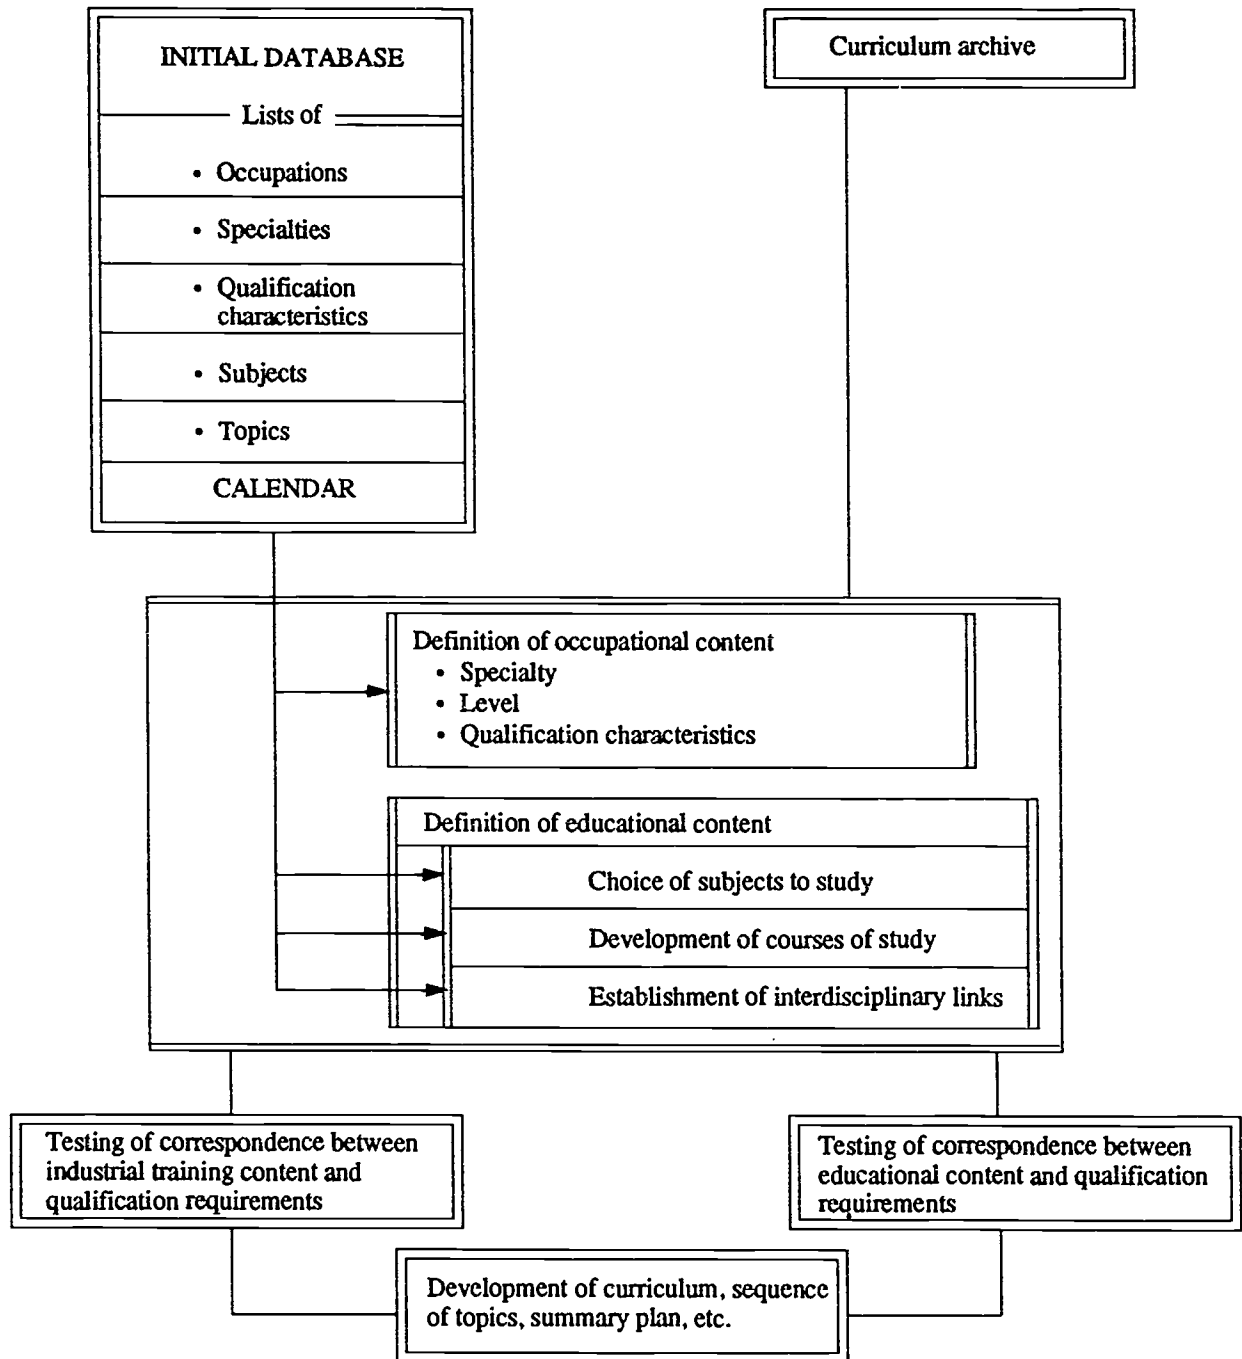 INITIAL DATABASE
Lists of
• Occupations
• Specialties
• Qualification
characteristics
• Subjects
• Topics
CALENDAR
Curriculum archive
Definition of occupational content
• Specialty
• Level
• Qualification characteristics
Definition of educational content
Choice of subjects to study
Development of courses of study
Establishment of interdisciplinary links
Testing of correspondence between
industrial training content and
qualification requirements
Testing of correspondence between
educational content and qualification
requirements
Development of curriculum, sequence
of topics, summary plan, etc.